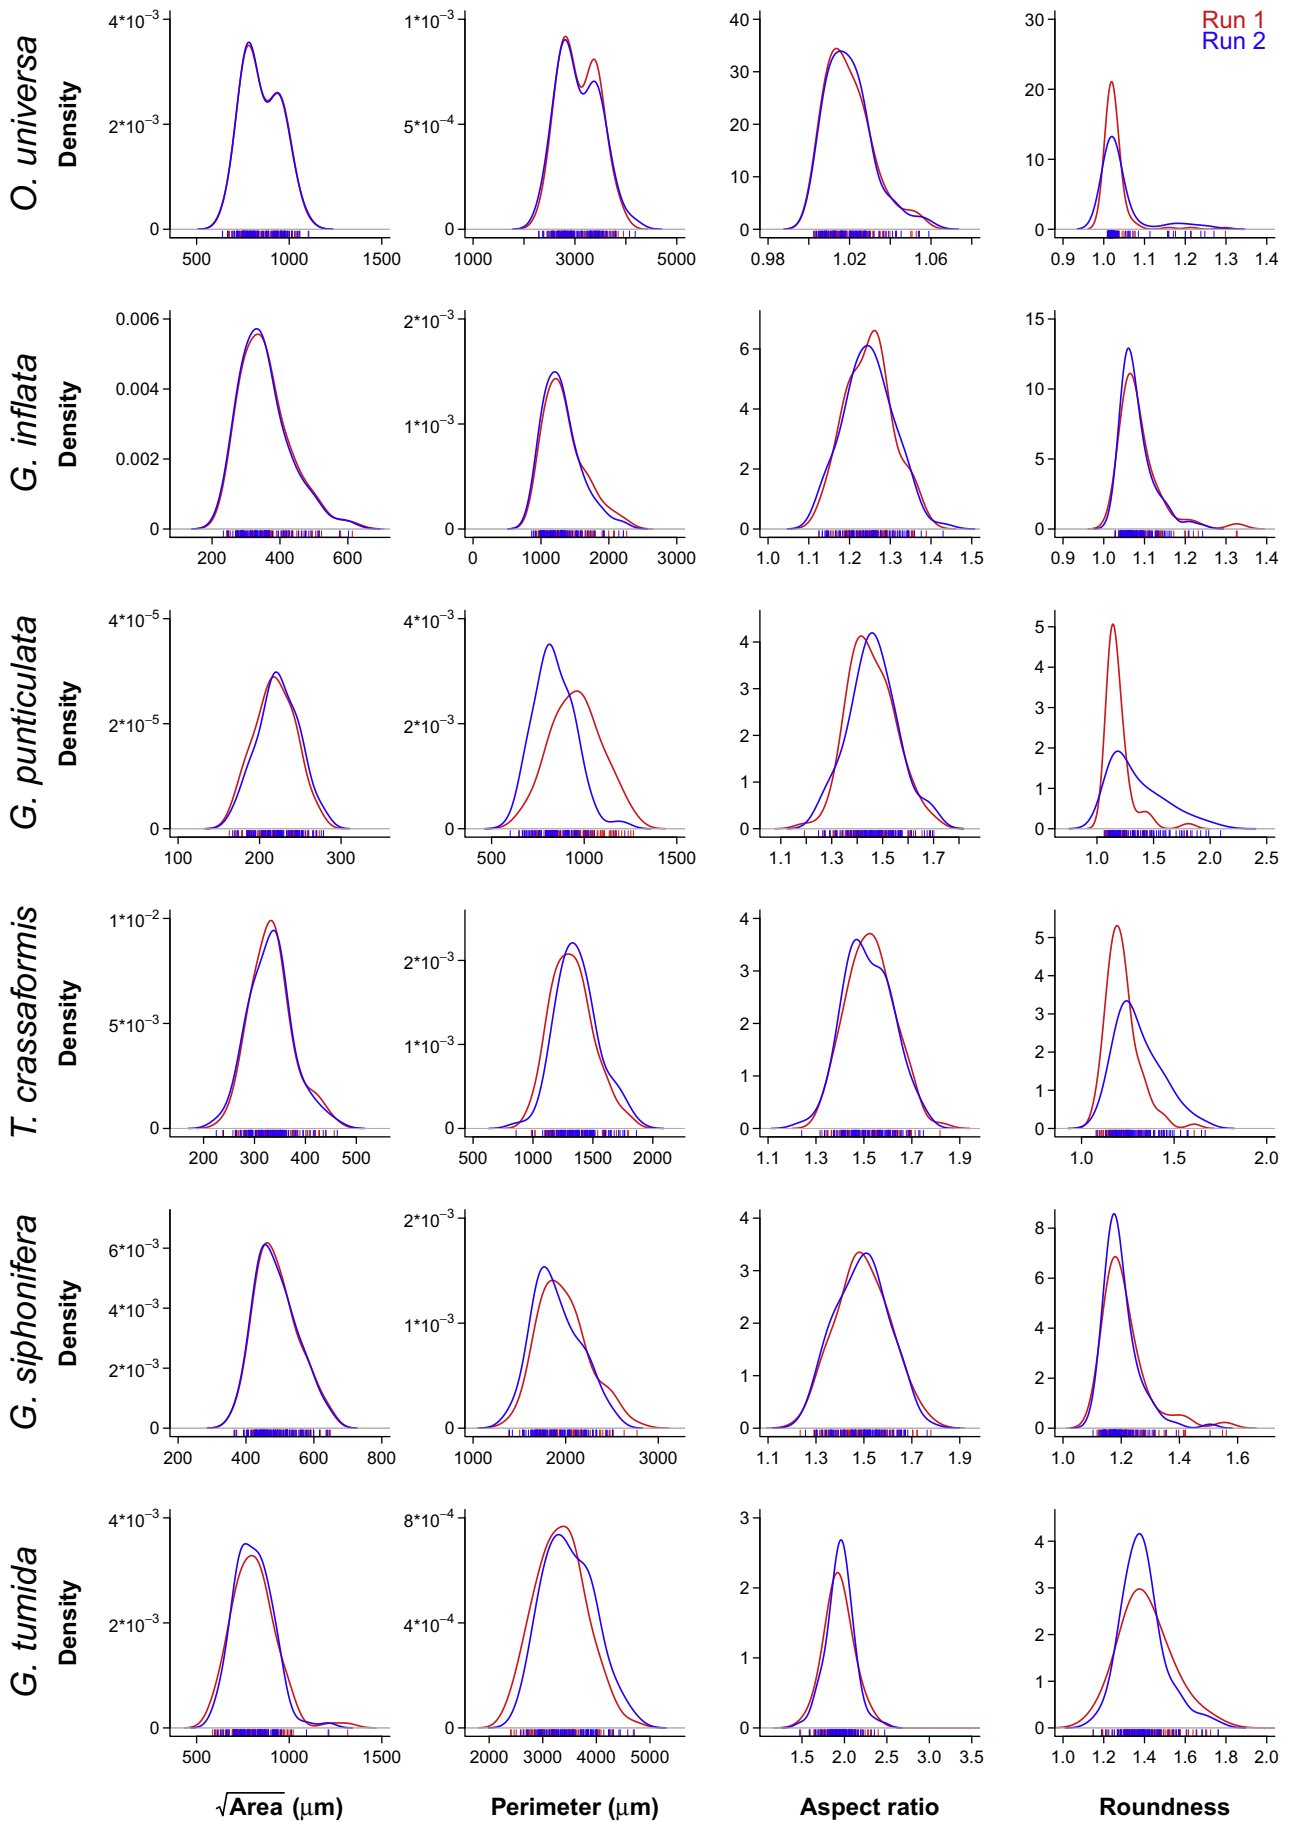 Run 1
Run 2
O. universa
Density
4*10⁻³
2*10⁻³
0
500 1000 1500
1*10⁻³
5*10⁻⁴
0
1000 3000 5000
40
30
20
10
0
0.98 1.02 1.06
30
20
10
0
0.9 1.0 1.1 1.2 1.3 1.4
G. inflata
Density
0.006
0.004
0.002
0
200 400 600
2*10⁻³
1*10⁻³
0
0 1000 2000 3000
6
4
2
0
1.0 1.1 1.2 1.3 1.4 1.5
15
10
5
0
0.9 1.0 1.1 1.2 1.3 1.4
G. puncticulata
Density
4*10⁻⁵
2*10⁻⁵
0
100 200 300
4*10⁻³
2*10⁻³
0
500 1000 1500
4
3
2
1
0
1.1 1.3 1.5 1.7
5
4
3
2
1
0
1.0 1.5 2.0 2.5
T. crassaformis
Density
1*10⁻²
5*10⁻³
0
200 300 400 500
2*10⁻³
1*10⁻³
0
500 1000 1500 2000
4
3
2
1
0
1.1 1.3 1.5 1.7 1.9
5
4
3
2
1
0
1.0 1.5 2.0
G. siphonifera
Density
6*10⁻³
4*10⁻³
2*10⁻³
0
200 400 600 800
2*10⁻³
1*10⁻³
0
1000 2000 3000
4
3
2
1
0
1.1 1.3 1.5 1.7 1.9
8
6
4
2
0
1.0 1.2 1.4 1.6
G. tumida
Density
4*10⁻³
2*10⁻³
0
500 1000 1500
8*10⁻⁴
4*10⁻⁴
0
2000 3000 4000 5000
3
2
1
0
1.5 2.0 2.5 3.0 3.5
4
3
2
1
0
1.0 1.2 1.4 1.6 1.8 2.0
√Area (μm)
Perimeter (μm)
Aspect ratio
Roundness